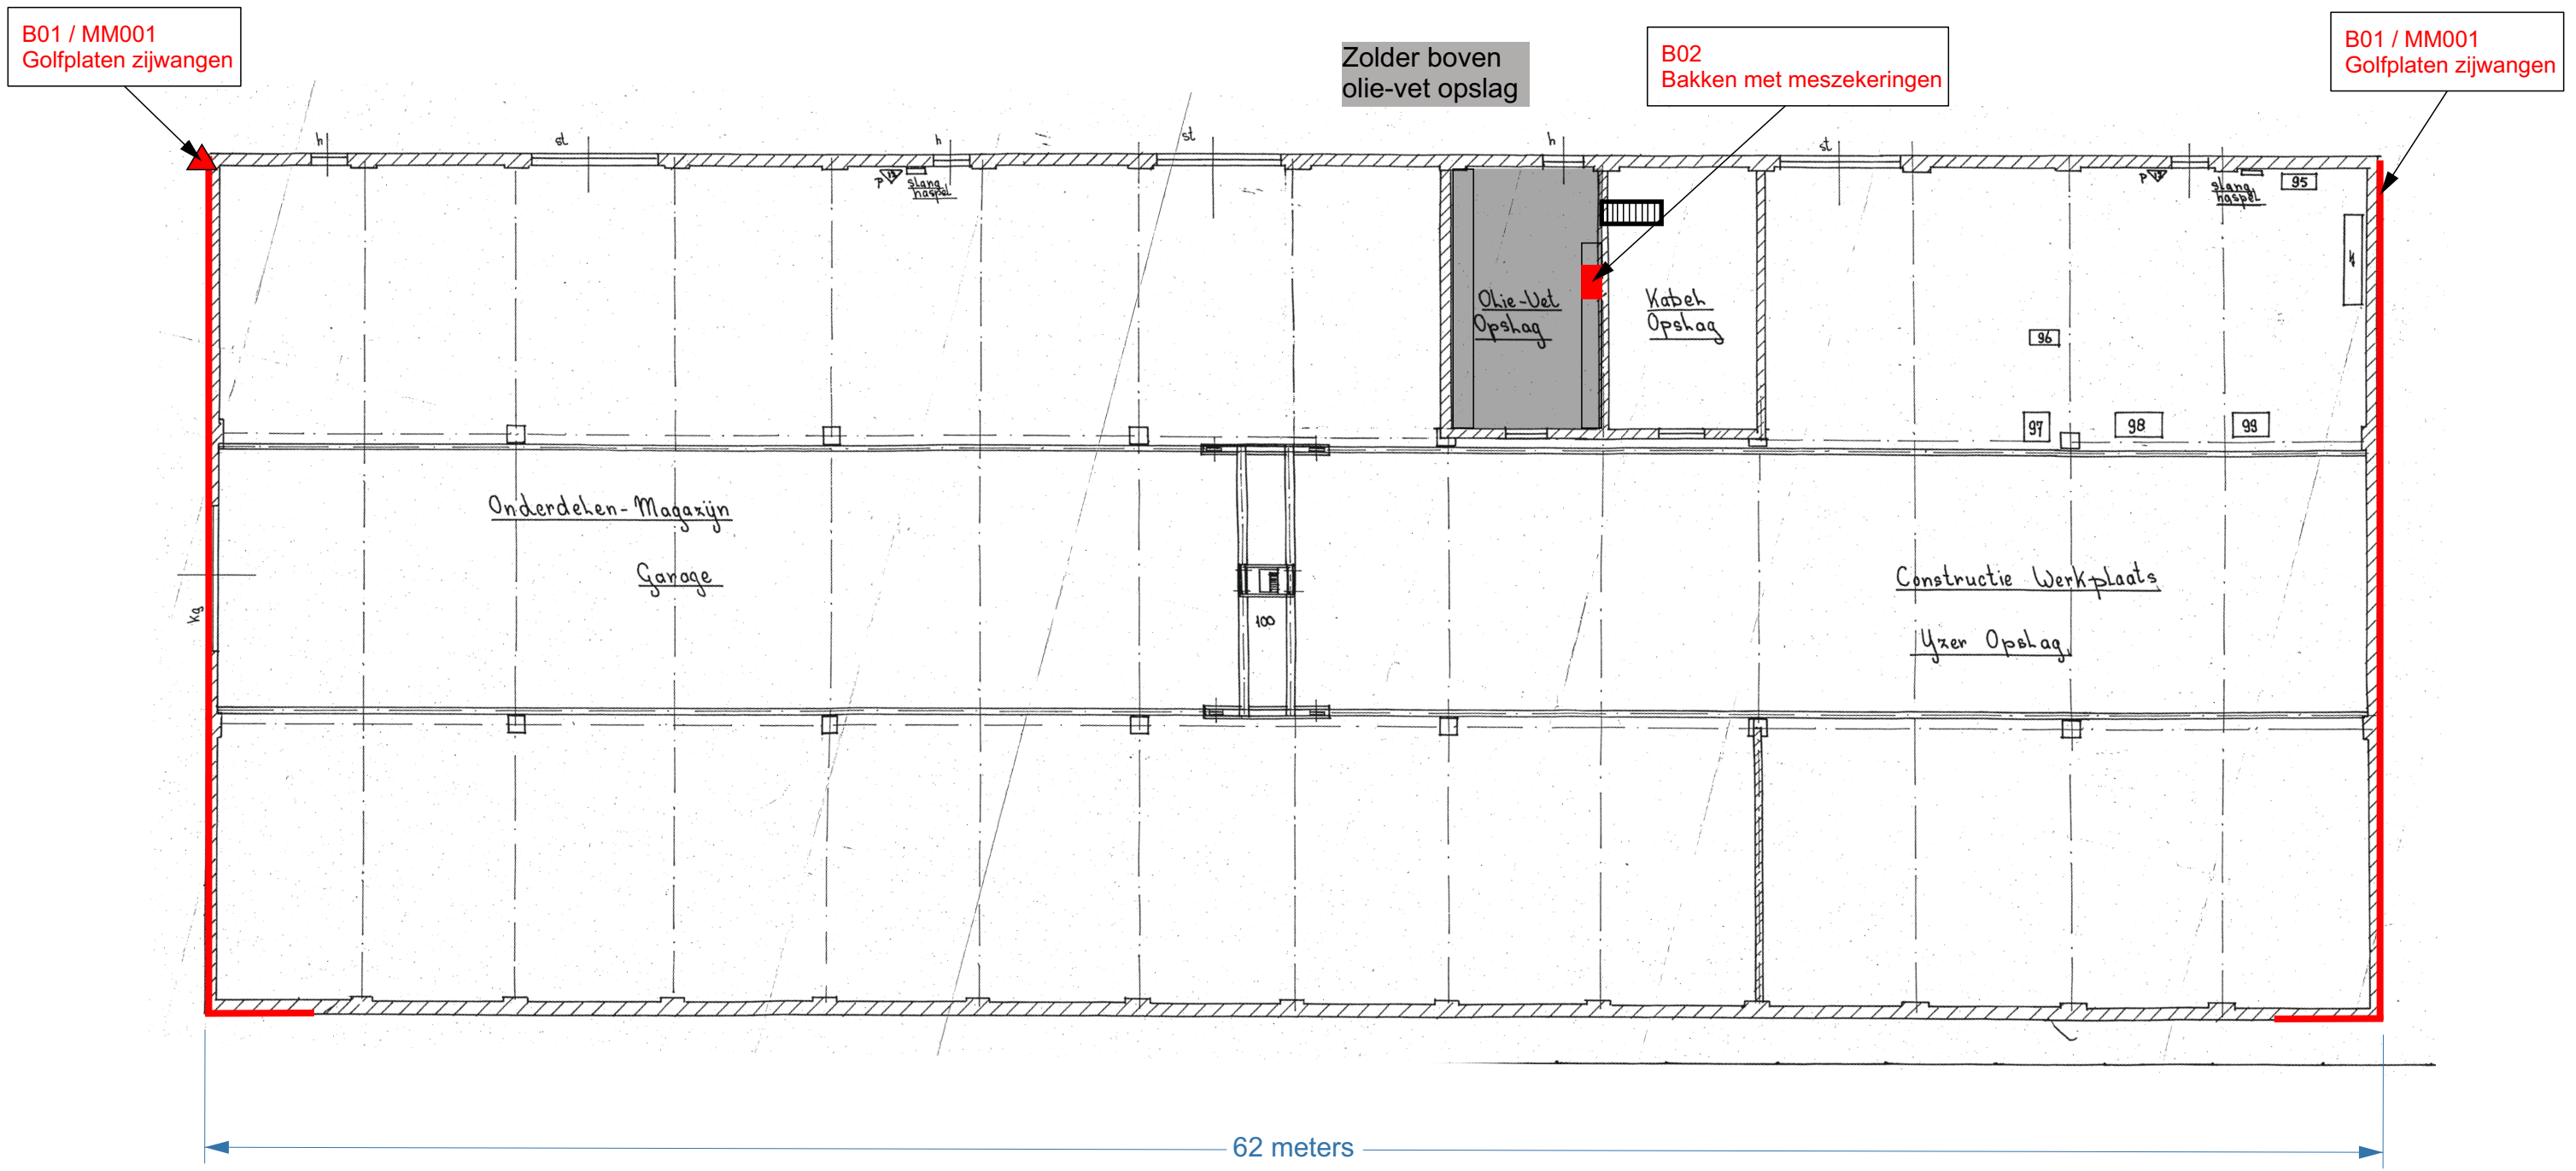 B01 / MM001
Golfplaten zijwangen
Zolder boven
olie-vet opslag
B02
Bakken met meszekeringen
B01 / MM001
Golfplaten zijwangen
h
st
h
st
h
st
P
slang
haspel
P
slang
haspel
95
Olie-Vet
Opslag
Kabel
Opslag
96
97
98
99
Onderdelen-Magazijn
Garage
kg
100
Constructie Werkplaats
Yzer Opslag
62 meters